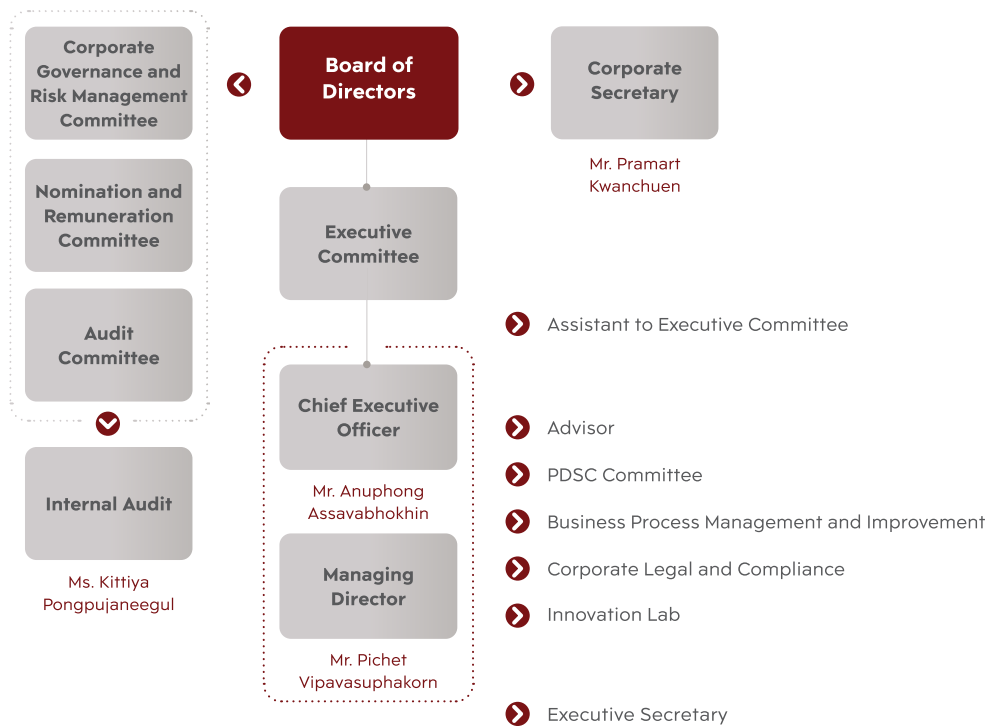 Corporate
Governance and
Risk Management
Committee
Board of
Directors
Corporate
Secretary
Mr. Pramart
Kwanchuen
Nomination and
Remuneration
Committee
Executive
Committee
Audit
Committee
Assistant to Executive Committee
Chief Executive
Officer
Mr. Anuphong
Assavabhokhin
Advisor
PDSC Committee
Business Process Management and Improvement
Corporate Legal and Compliance
Innovation Lab
Internal Audit
Ms. Kittiya
Pongpujaneegul
Managing
Director
Mr. Pichet
Vipavasuphakorn
Executive Secretary